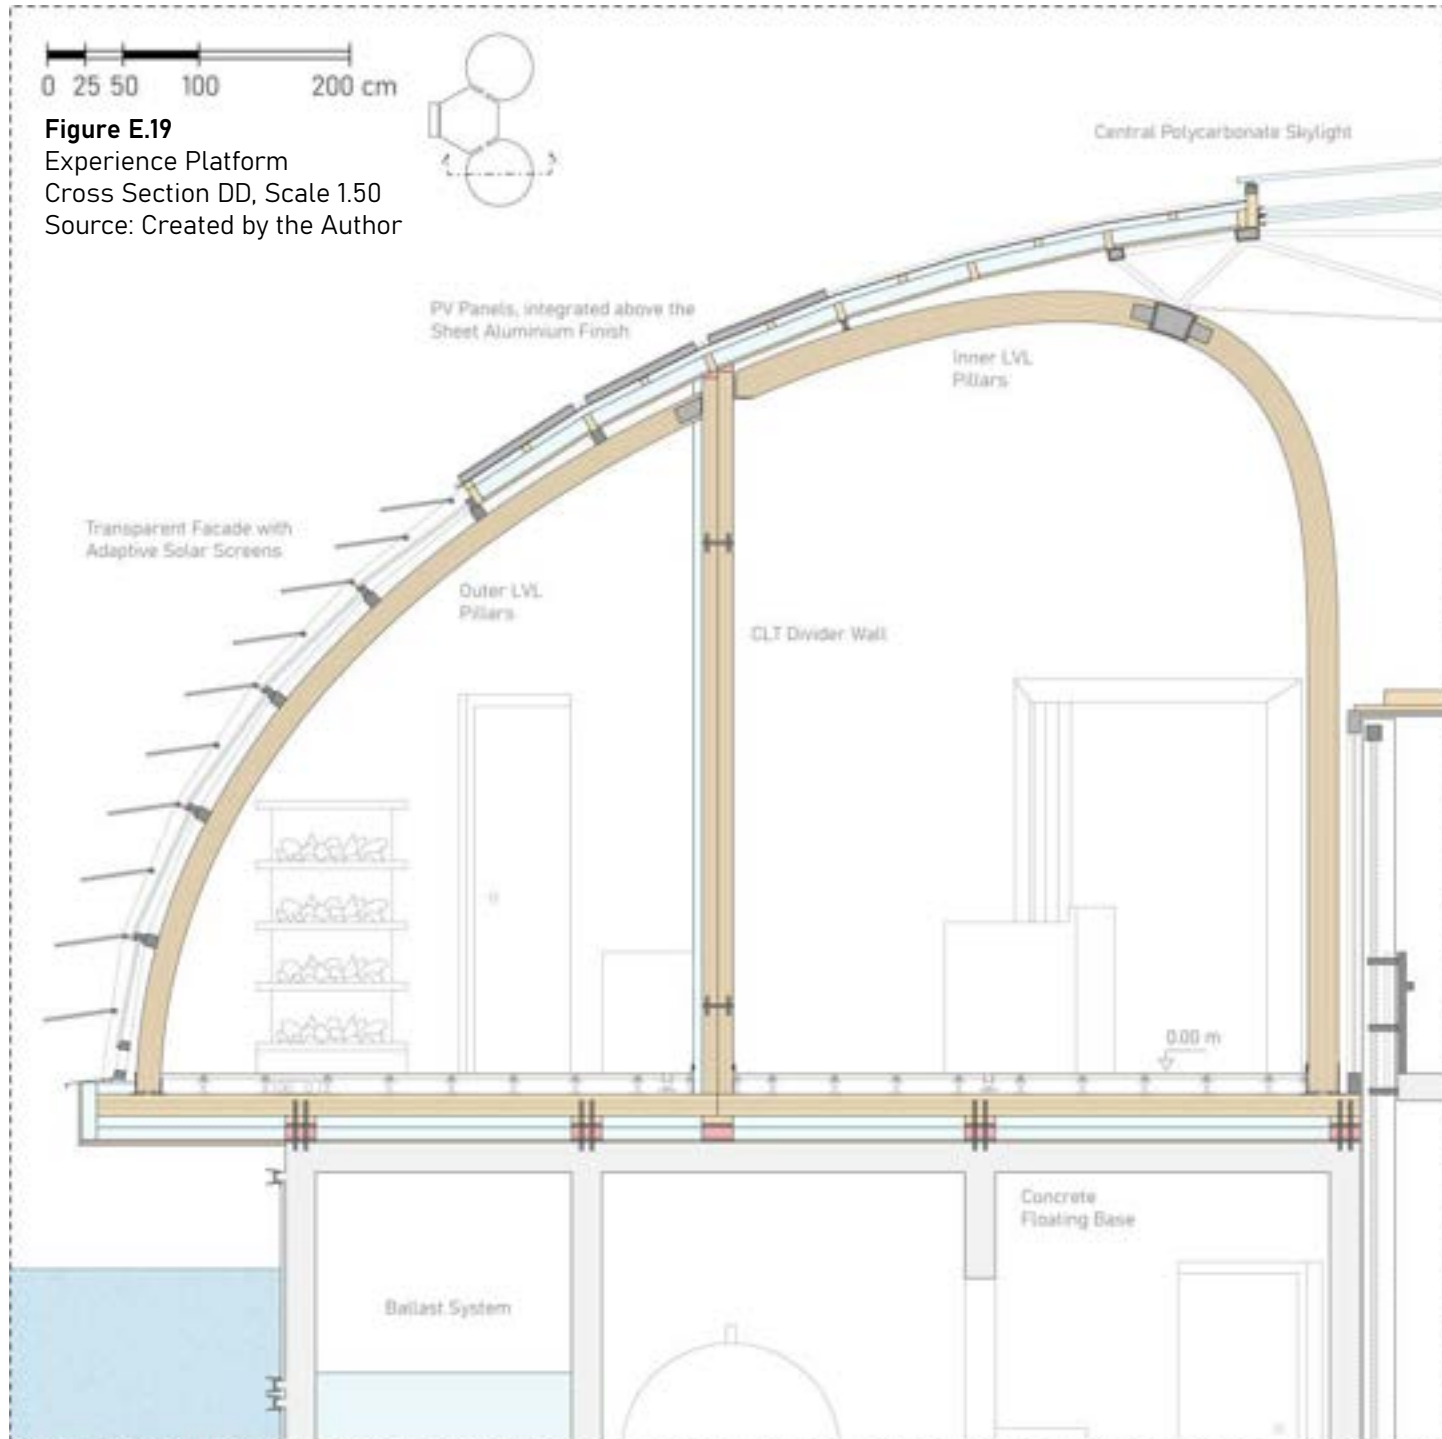 0 25 50 100 200 cm
Figure E.19
Experience Platform
Cross Section DD, Scale 1.50
Source: Created by the Author
Central Polycarbonate Skylight
PV Panels, integrated above the
Sheet Aluminium Finish
Inner LVL
Pillars
Transparent Facade with
Adaptive Solar Screens
Outer LVL
Pillars
CLT Divider Wall
0.00 m
Concrete
Floating Base
Ballast System